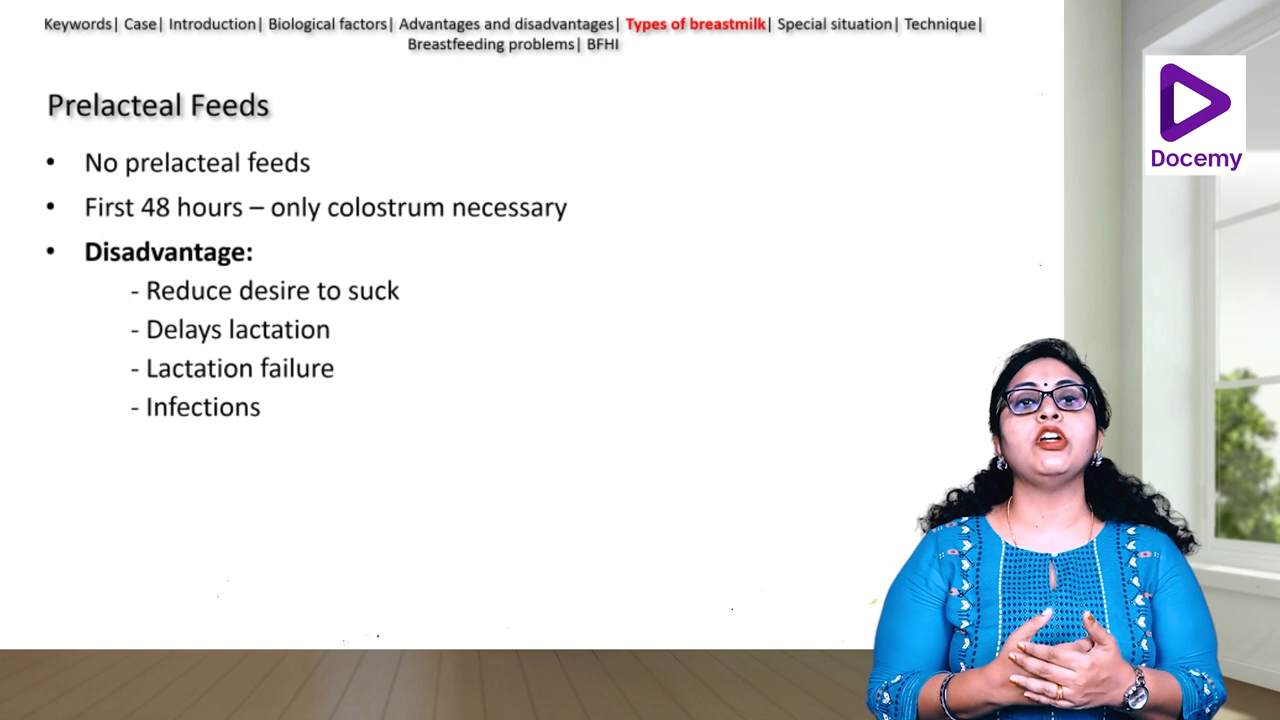 Keywords| Case| Introduction| Biological factors| Advantages and disadvantages| Types of breastmilk| Special situation| Technique|
Breastfeeding problems| BFHI
Docemy
Prelacteal Feeds
• No prelacteal feeds
• First 48 hours – only colostrum necessary
• Disadvantage:
- Reduce desire to suck
- Delays lactation
- Lactation failure
- Infections